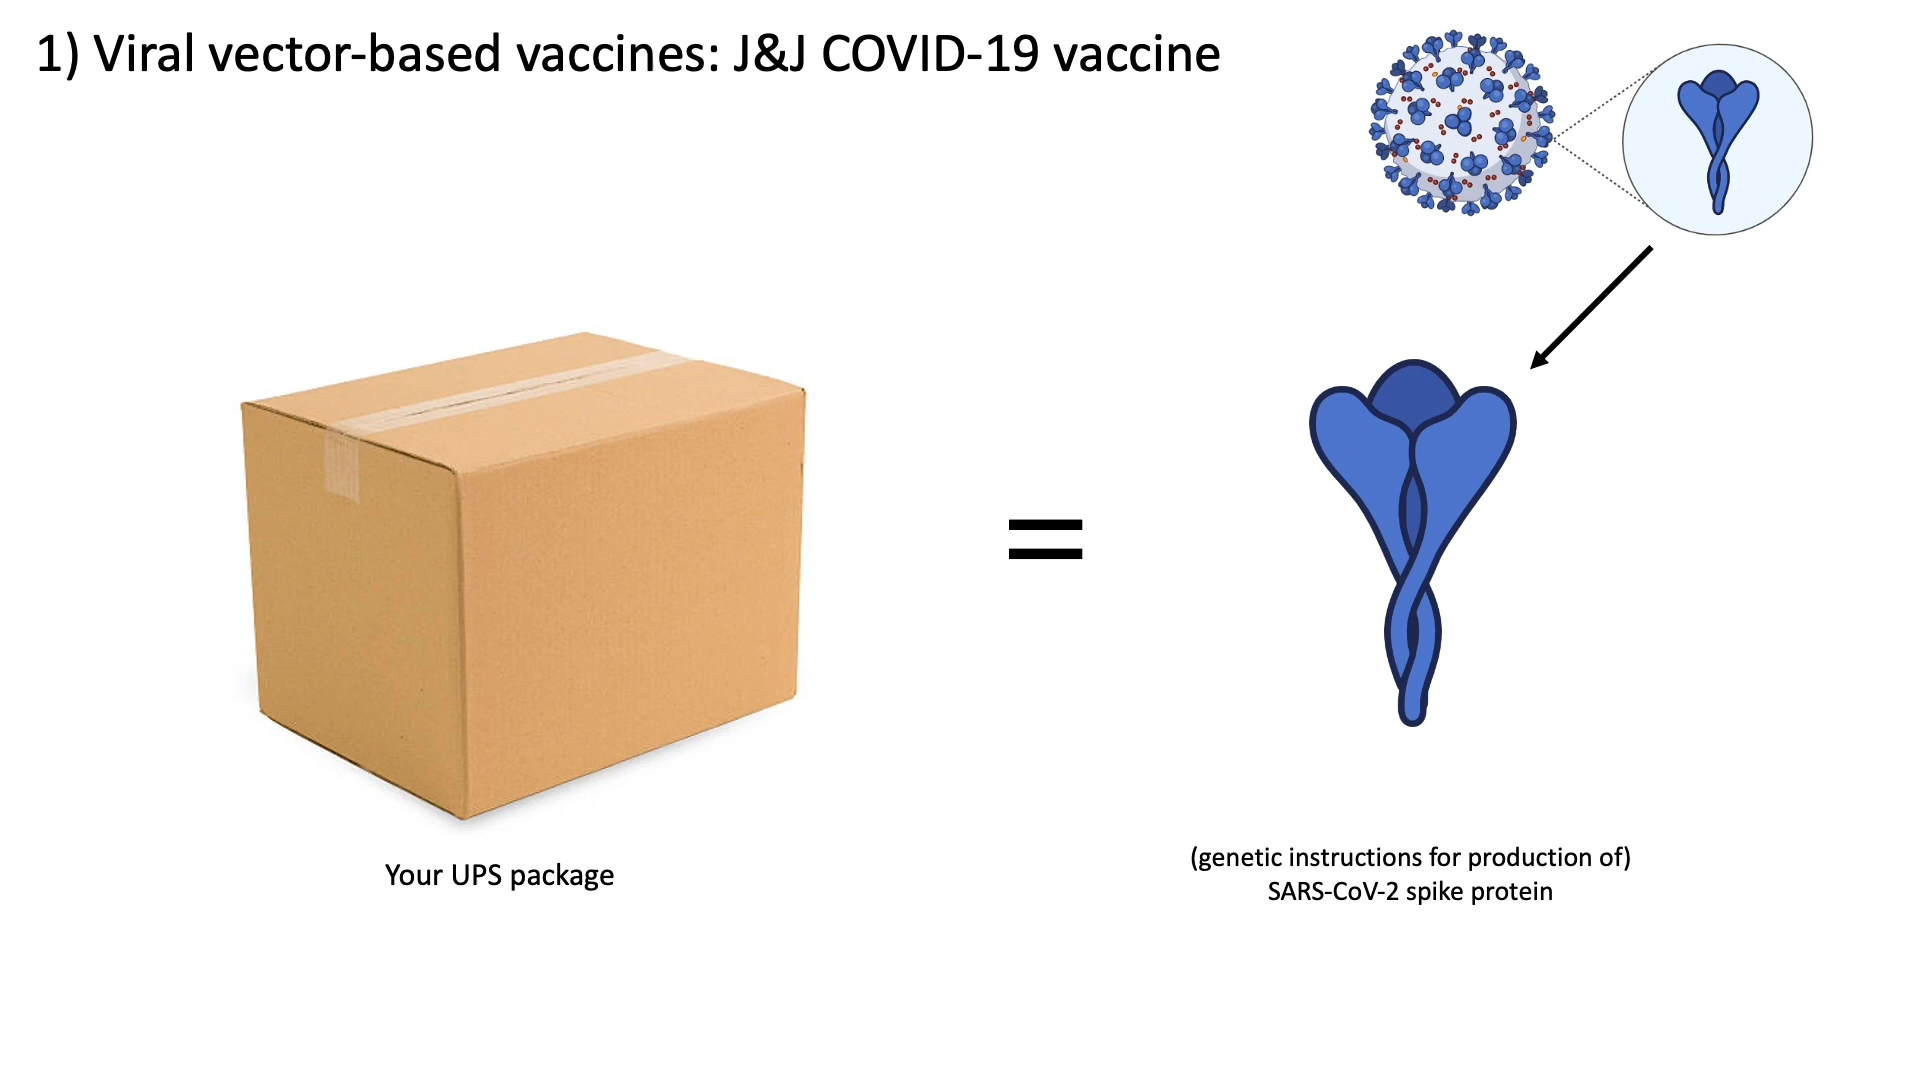 1) Viral vector-based vaccines: J&J COVID-19 vaccine
Your UPS package
(genetic instructions for production of)
SARS-CoV-2 spike protein